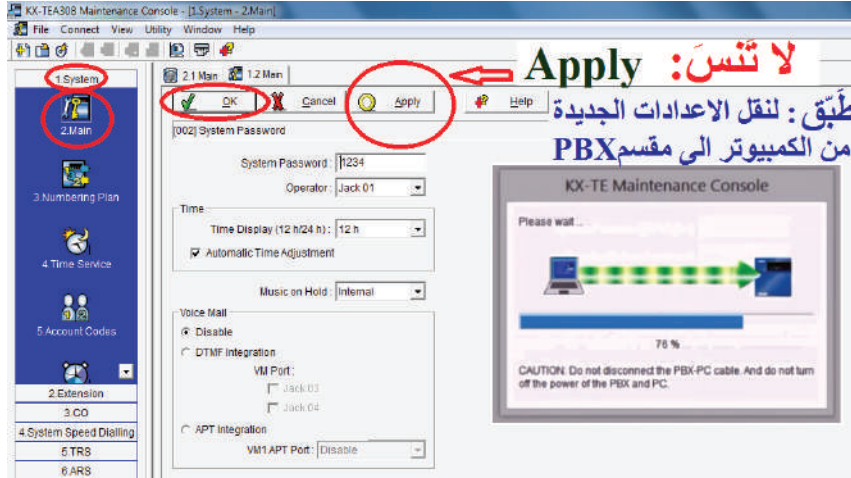 KX-TEA308 Maintenance Console - [1.System - 2.Main]
File Connect View Utility Window Help
1.System
2.Main
3.Numbering Plan
4.Time Service
5.Account Codes
2.Extension
3.CO
4.System Speed Dialling
5.TRS
6.ARS
2.1 Main 1.2 Main
OK Cancel Apply Help
[002] System Password
System Password: 1234
Operator: Jack 01
Time
Time Display (12 h/24 h): 12 h
Automatic Time Adjustment
Music on Hold: Internal
Voice Mail
Disable
DTMF Integration
VM Port:
Jack 03
Jack 04
APT Integration
VM1 APT Port: Disable
لا تَنسَ: Apply
طَبّق: لنقل الاعدادات الجديدة
من الكمبيوتر الى مقسم PBX
KX-TE Maintenance Console
Please wait...
76 %
CAUTION: Do not disconnect the PBX-PC cable. And do not turn
off the power of the PBX and PC.